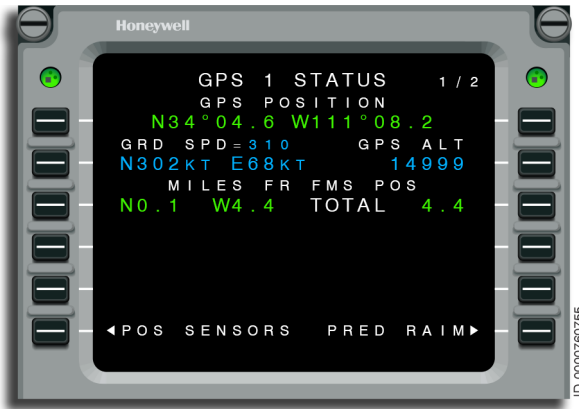 Honeywell
GPS 1 STATUS 1 / 2
GPS POSITION
N34°04.6 W111°08.2
GRD SPD=310 GPS ALT
N302KT E68KT 14999
MILES FR FMS POS
N0.1 W4.4 TOTAL 4.4
◀POS SENSORS PRED RAIM▶
ID-0000760755